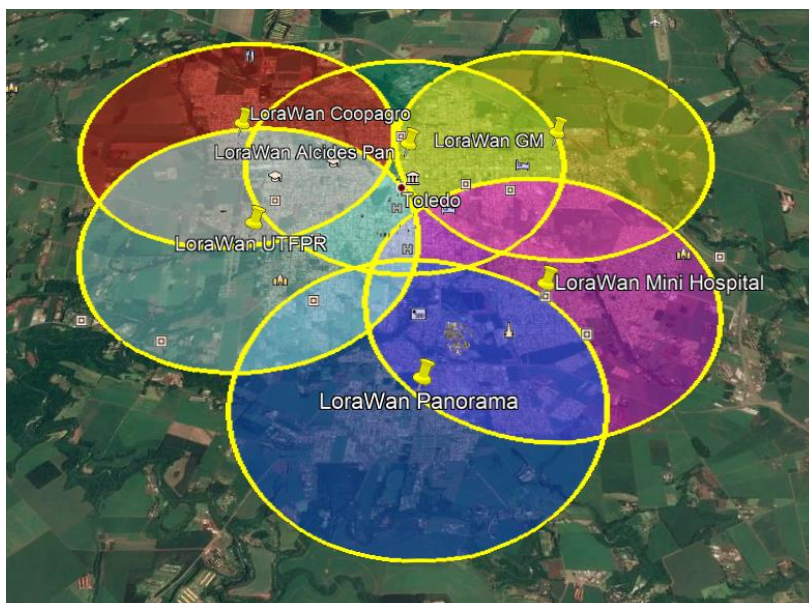 LoraWan Coopagro
LoraWan GM
LoraWan Alcides Pan
Toledo
LoraWan UTFPR
LoraWan Mini Hospital
LoraWan Panorama